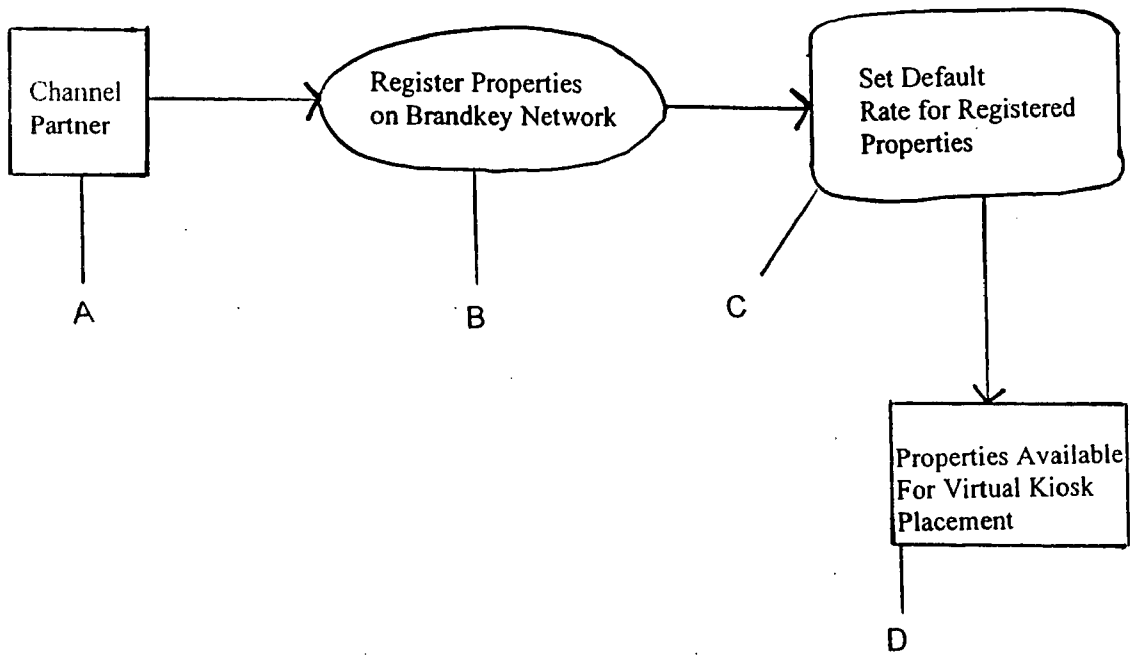 Channel
Partner
Register Properties
on Brandkey Network
Set Default
Rate for Registered
Properties
A
B
C
Properties Available
For Virtual Kiosk
Placement
D